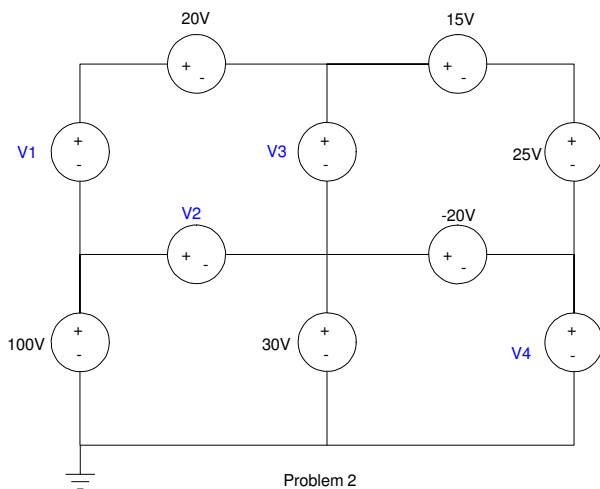 20V
15V
+ -
+ -
V1
+
-
V3
+
-
25V
+
-
V2
-20V
+ -
+ -
100V
+
-
30V
+
-
V4
+
-
Problem 2